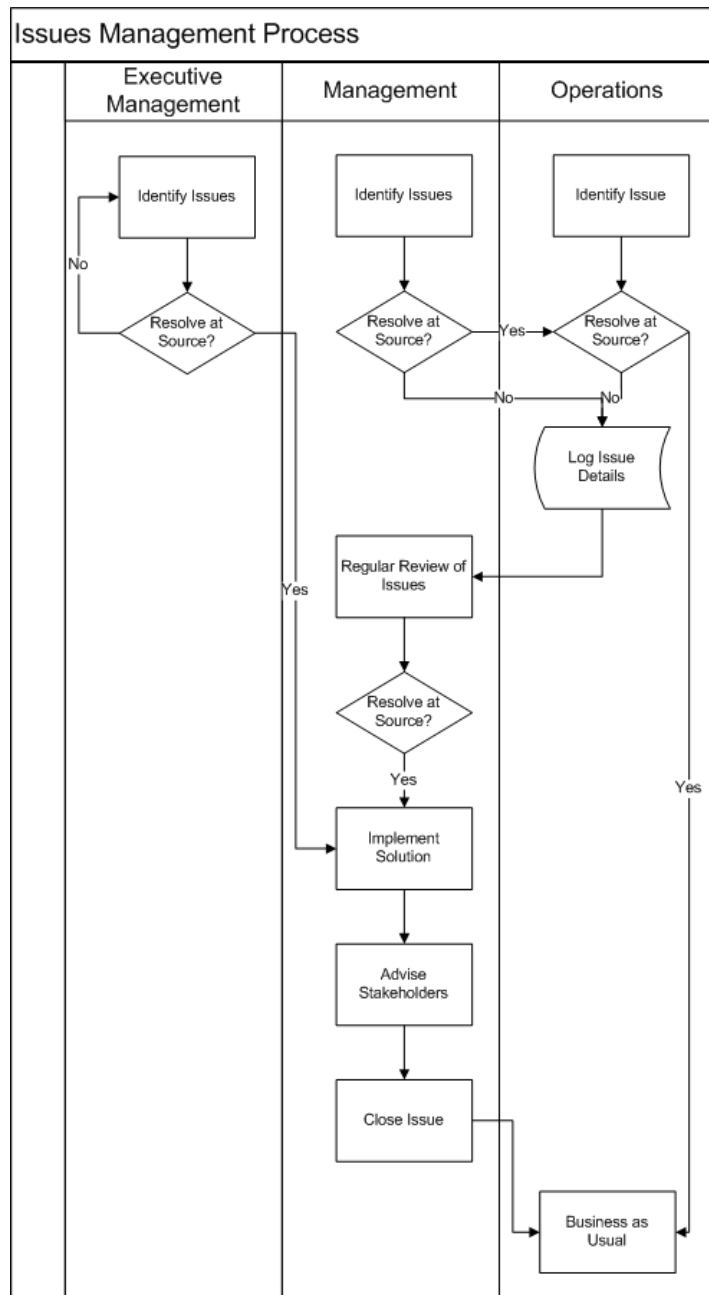 Issues Management Process
Executive
Management
Management
Operations
Identify Issues
Identify Issues
Identify Issue
No
Resolve at
Source?
Resolve at
Source?
Yes
Resolve at
Source?
No
No
Log Issue
Details
Regular Review of
Issues
Yes
Resolve at
Source?
Yes
Yes
Implement
Solution
Advise
Stakeholders
Close Issue
Business as
Usual